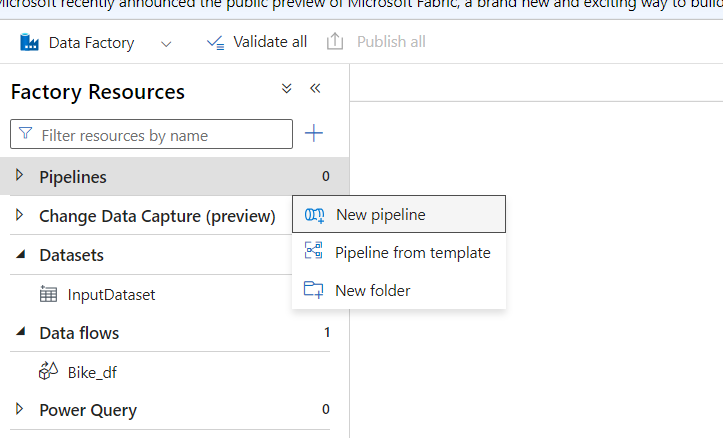 Microsoft recently announced the public preview of Microsoft Fabric, a brand new and exciting way to build
Data Factory
Validate all
Publish all
Factory Resources
Filter resources by name
Pipelines 0
Change Data Capture (preview)
New pipeline
Datasets
Pipeline from template
InputDataset
New folder
Data flows 1
Bike_df
Power Query 0